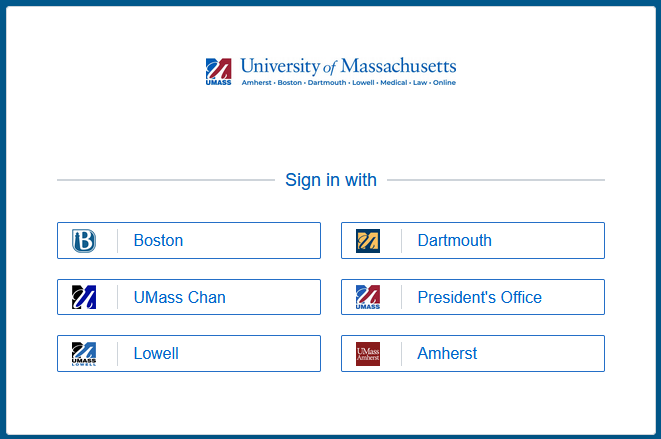 University of Massachusetts
UMASS
Amherst • Boston • Dartmouth • Lowell • Medical • Law • Online
Sign in with
B Boston
Dartmouth
UMass Chan
UMASS President's Office
UMASS LOWELL Lowell
UMass Amherst Amherst